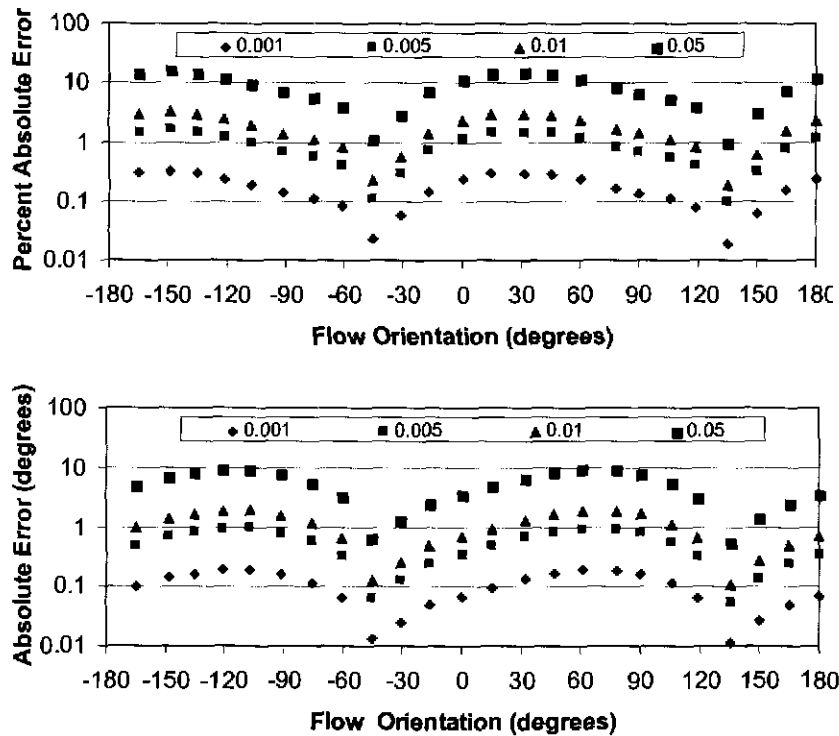 100
0.001 0.005 0.01 0.05
10
1
0.1
0.01
Percent Absolute Error
-180 -150 -120 -90 -60 -30 0 30 60 90 120 150 180
Flow Orientation (degrees)
100
0.001 0.005 0.01 0.05
10
1
0.1
0.01
Absolute Error (degrees)
-180 -150 -120 -90 -60 -30 0 30 60 90 120 150 180
Flow Orientation (degrees)